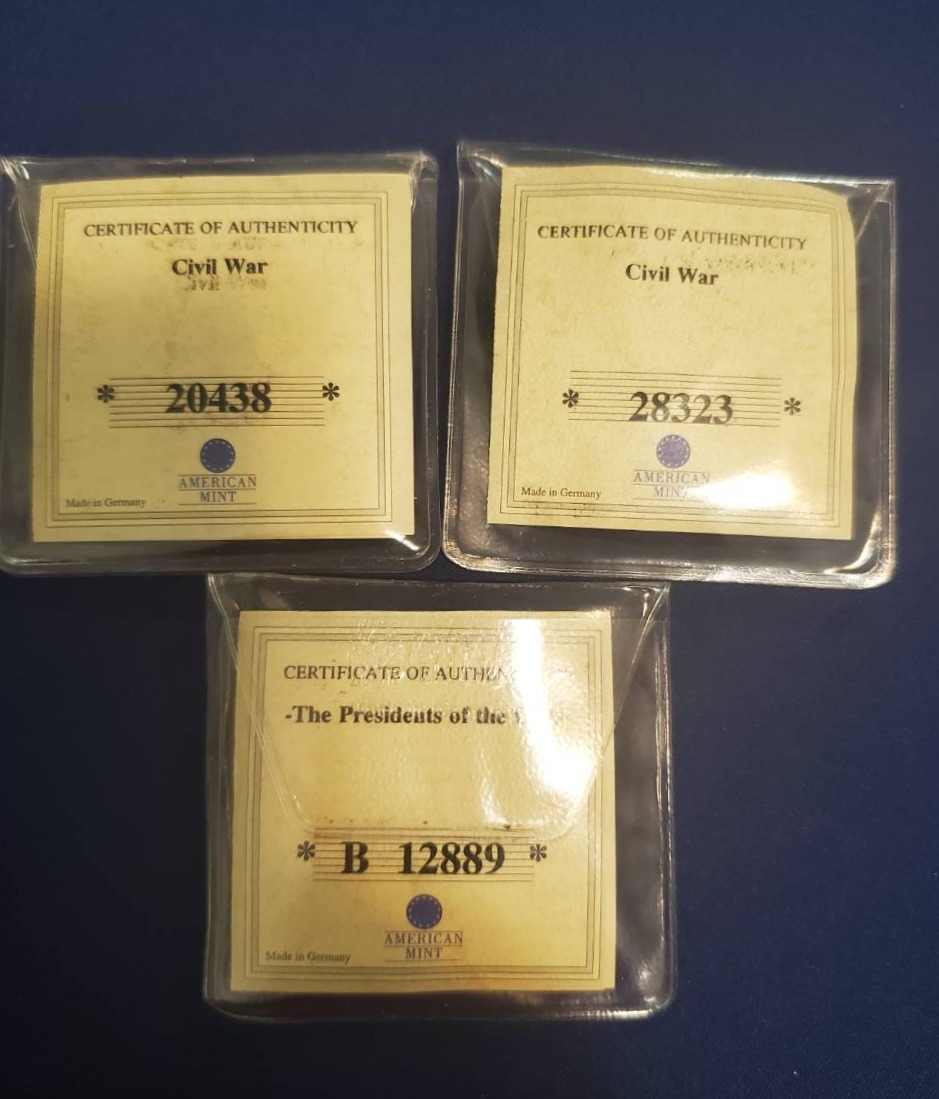 CERTIFICATE OF AUTHENTICITY
Civil War
* 20438 *
AMERICAN
MINT
Made in Germany
CERTIFICATE OF AUTHENTICITY
Civil War
* 28323 *
AMERICAN
MINT
Made in Germany
CERTIFICATE OF
-The Presidents of the
* B 12889 *
AMERICAN
MINT
Made in Germany